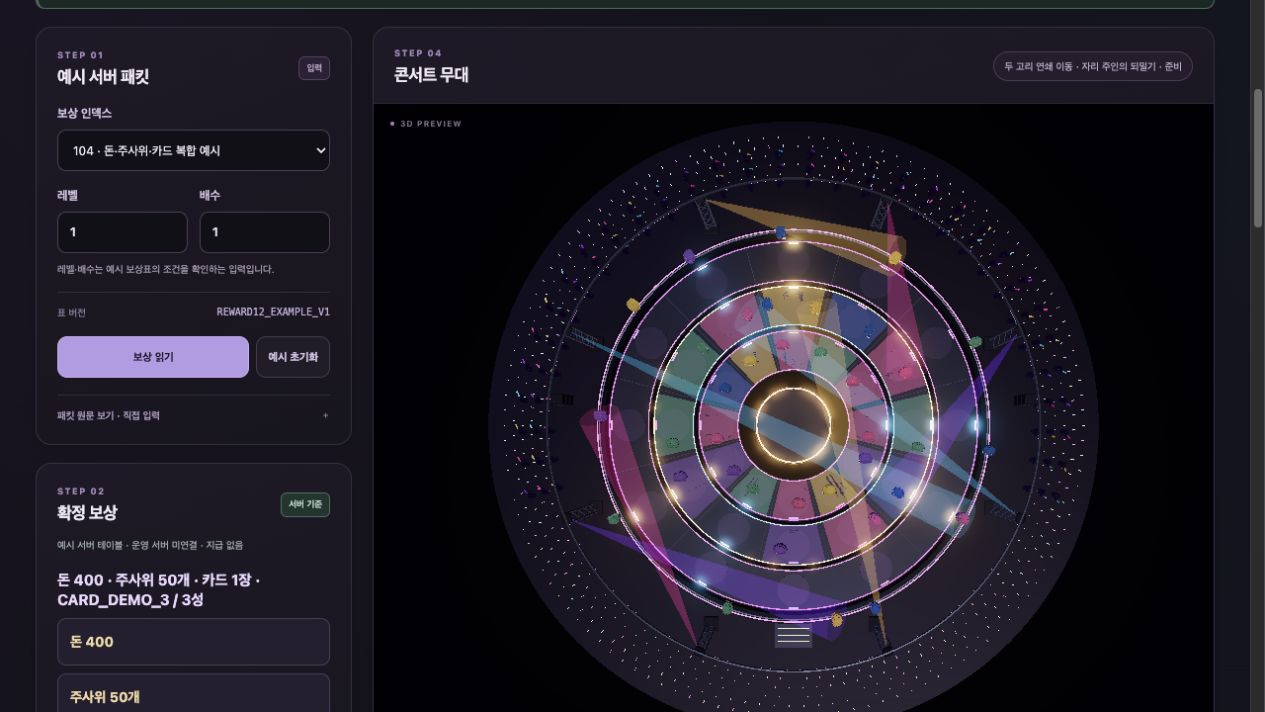 STEP 01
예시 서버 패킷
입력
보상 인덱스
104 · 돈·주사위·카드 복합 예시
레벨
배수
1
1
레벨·배수는 예시 보상표의 조건을 확인하는 입력입니다.
표 버전
REWARD12_EXAMPLE_V1
보상 읽기
예시 초기화
패킷 원문 보기 · 직접 입력
+
STEP 02
확정 보상
서버 기준
예시 서버 테이블 · 운영 서버 미연결 · 지급 없음
돈 400 · 주사위 50개 · 카드 1장 ·
CARD_DEMO_3 / 3성
돈 400
주사위 50개
STEP 04
콘서트 무대
두 고리 연쇄 이동 · 자리 주인의 되밀기 · 준비
3D PREVIEW